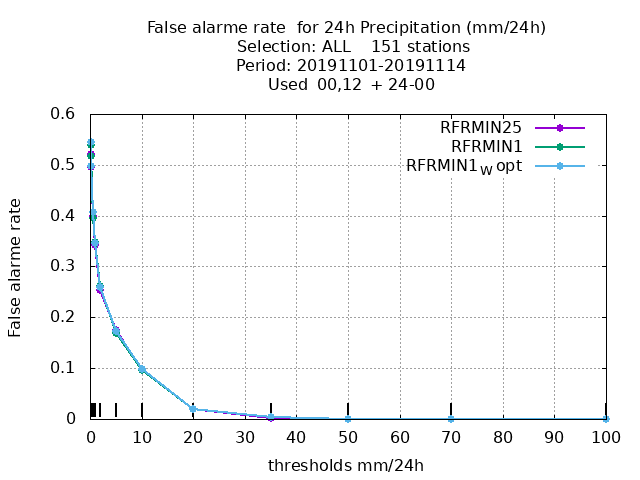 False alarme rate  for 24h Precipitation (mm/24h)
Selection: ALL    151 stations
Period: 20191101-20191114
Used  00,12  + 24-00
RFRMIN25
RFRMIN1
RFRMIN1W opt
False alarme rate
0.6
0.5
0.4
0.3
0.2
0.1
0
0 10 20 30 40 50 60 70 80 90 100
thresholds mm/24h